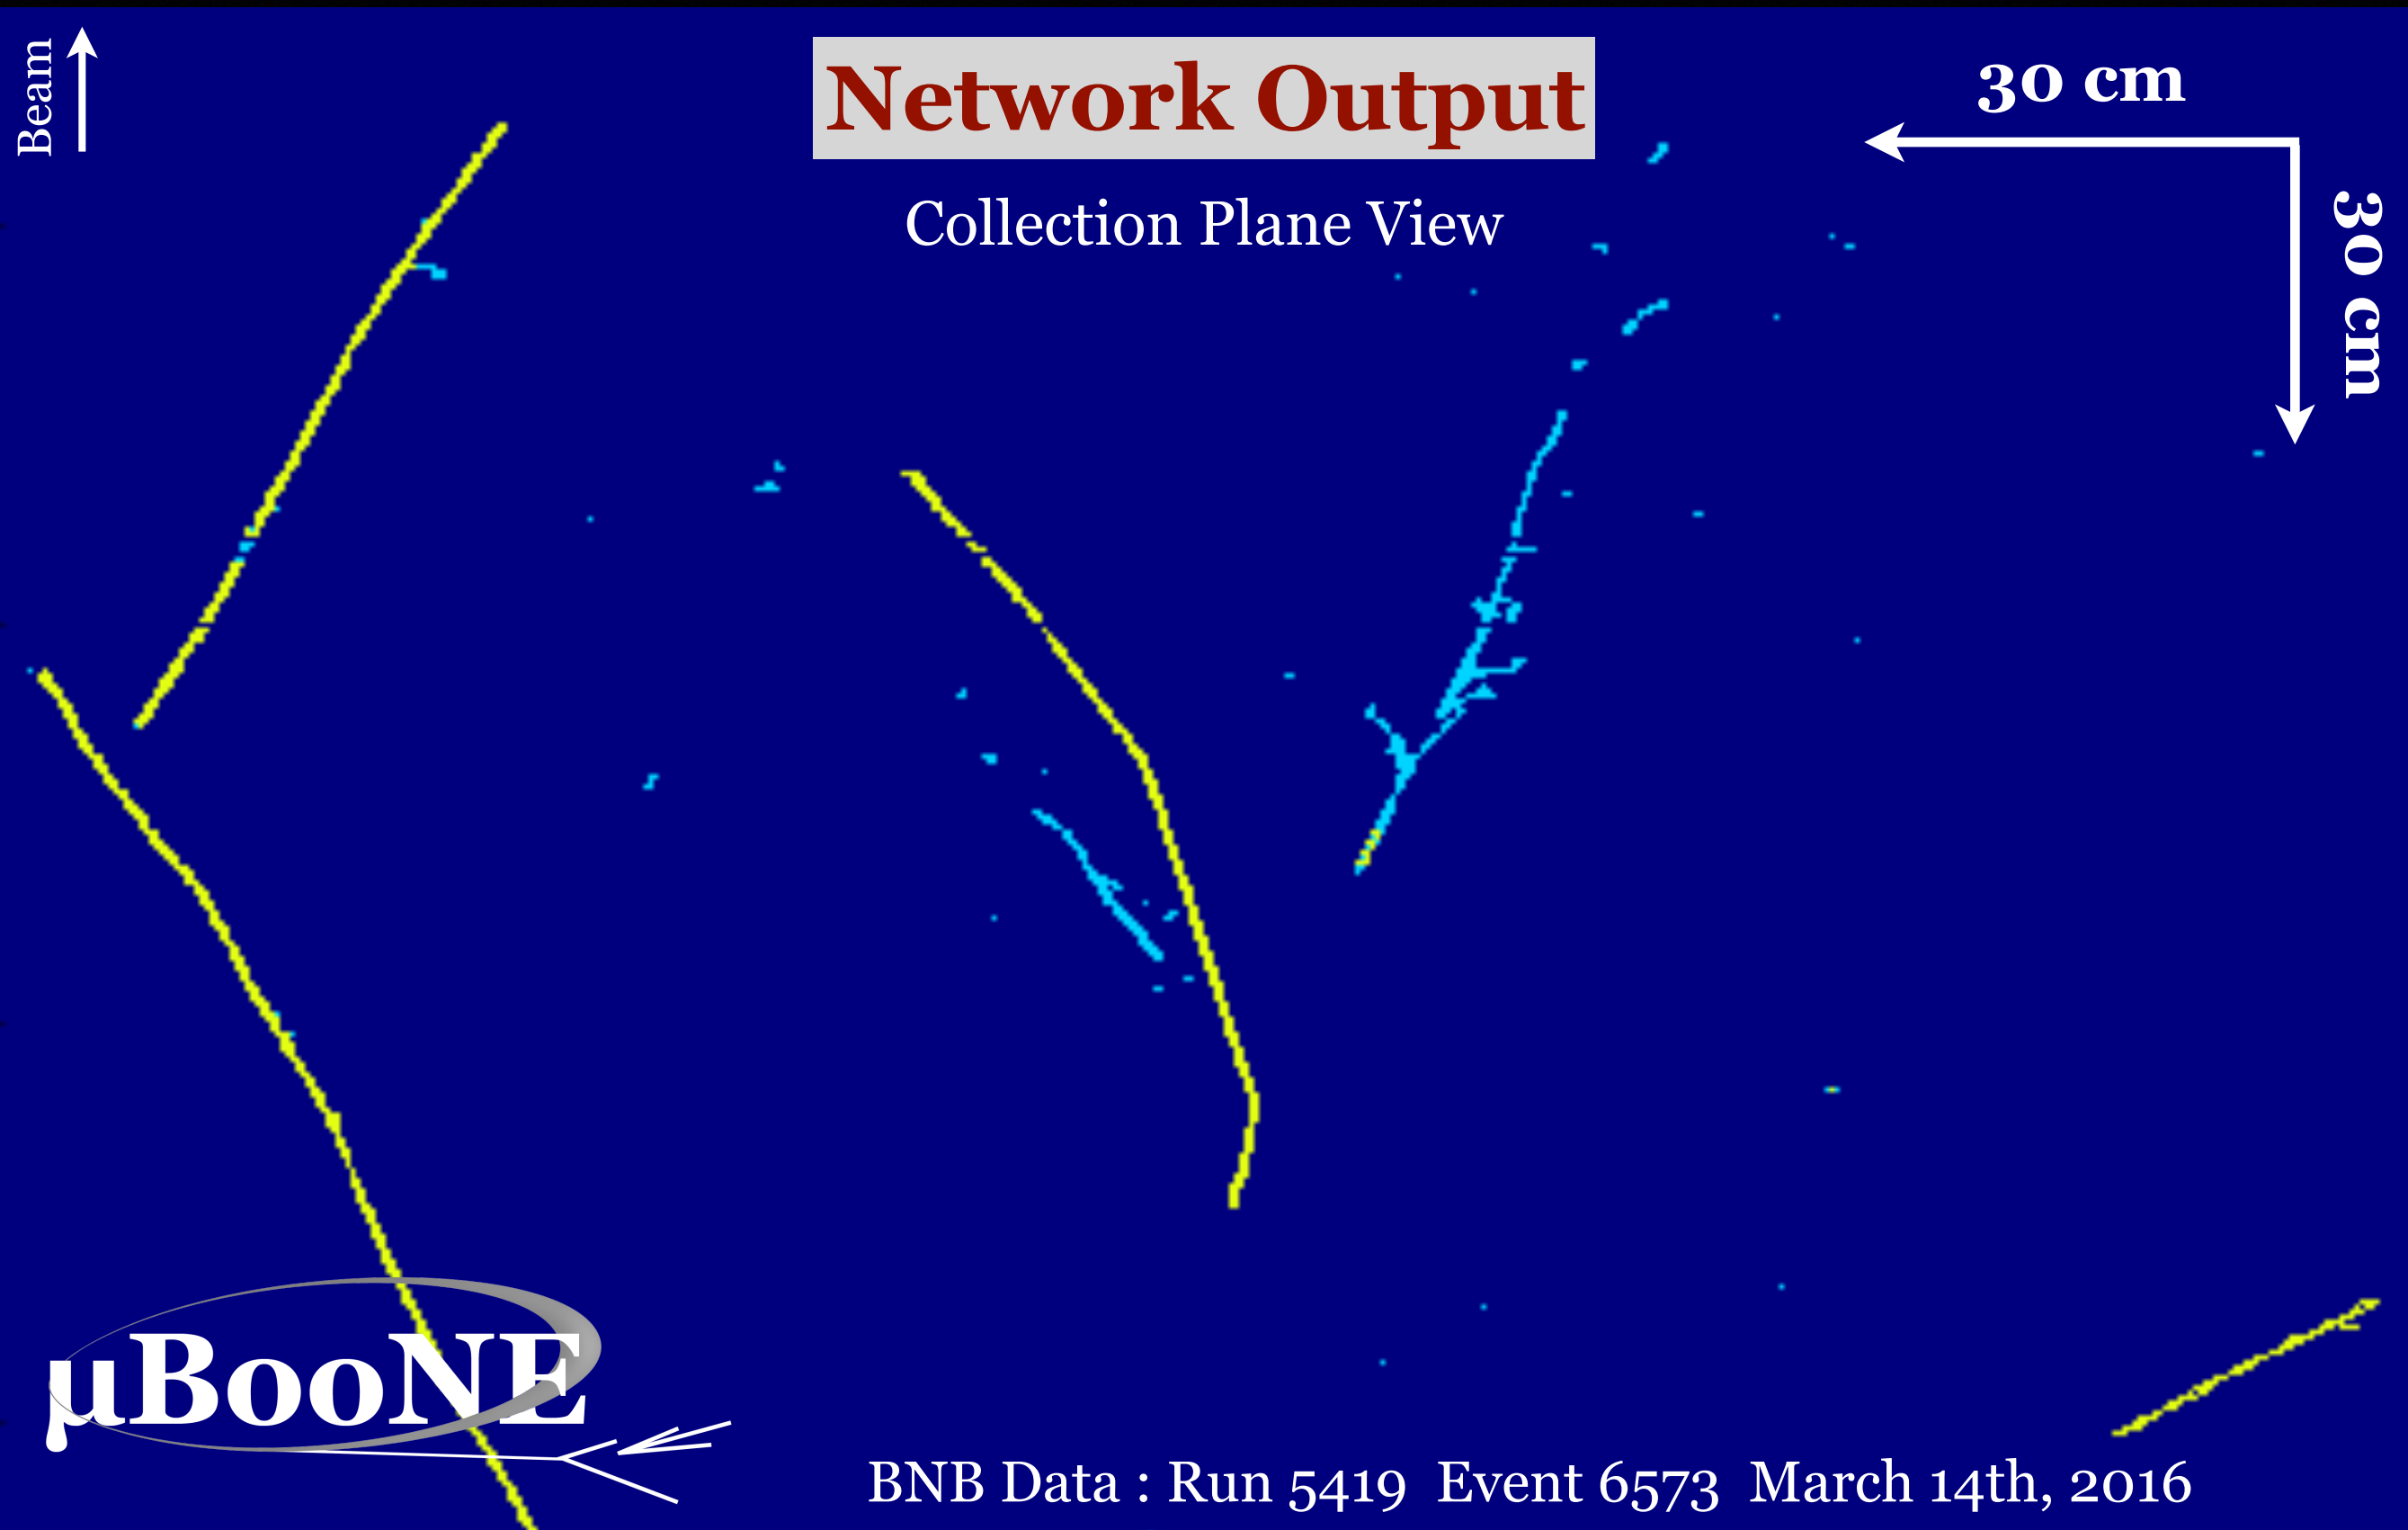 Beam
Network Output
Collection Plane View
30 cm
30 cm
µBooNE
BNB Data : Run 5419 Event 6573 March 14th, 2016